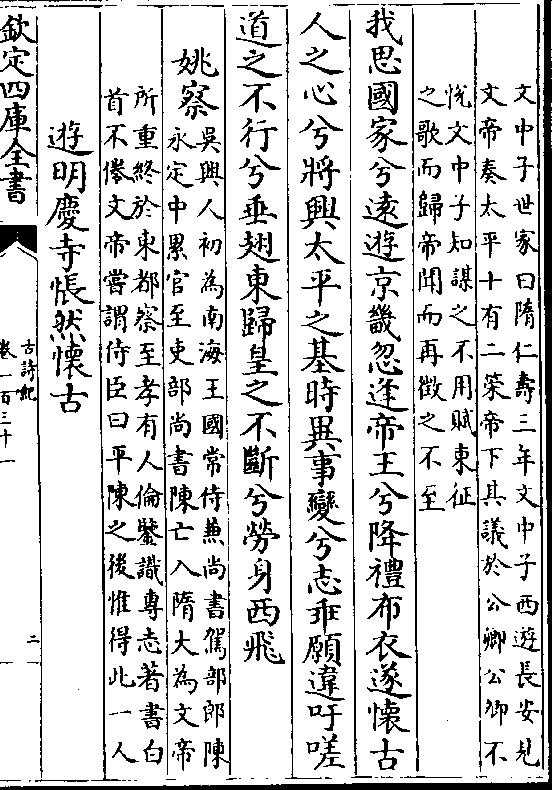 文中子世家曰隋仁壽三年文中子西遊長安見
文帝奏太平十有二策帝下其議於公卿公卿不
恱文中子知謀之不用賦東征
之歌而歸帝聞而再徴之不至
我思國家兮遠遊京畿忽逢帝王兮降禮布衣遂懷古
人之心兮將興太平之基時異事變兮志乖願違吁嗟
道之不行兮垂翅東歸皇之不斷兮勞身西飛
姚察
吳興人初為南海王國常侍兼尚書駕部郎陳
永定中累官至吏部尚書陳亡入隋大為文帝
所重終於東都察至孝有人倫鑒識專志著書白
首不倦文帝嘗謂侍臣曰平陳之後惟得此一人
遊明慶寺悵然懷古
欽定四庫全書
古詩紀
卷一百三十一
二